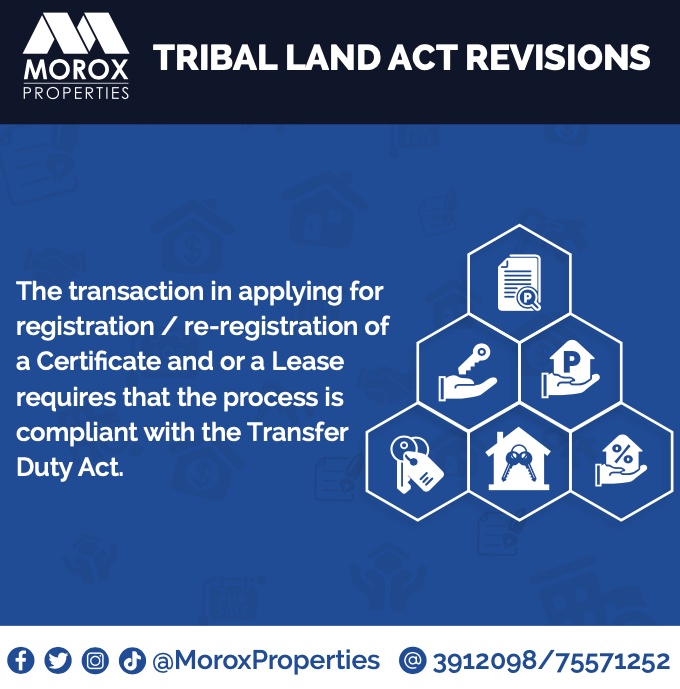 MOROX
PROPERTIES
TRIBAL LAND ACT REVISIONS
The transaction in applying for
registration / re-registration of
a Certificate and or a Lease
requires that the process is
compliant with the Transfer
Duty Act.
P
P
%
@MoroxProperties
@ 3912098/75571252